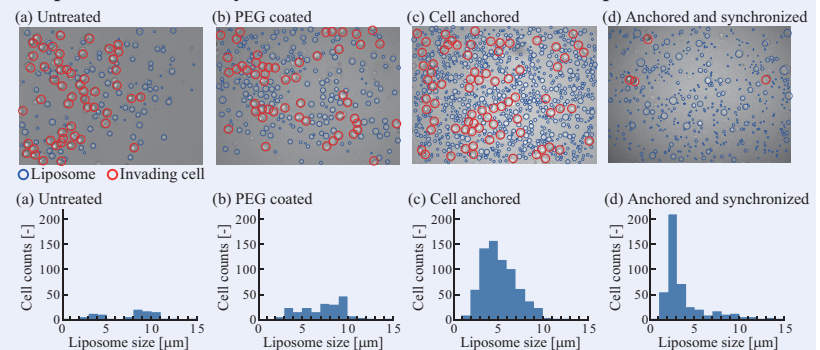 (a) Untreated
(b) PEG coated
(c) Cell anchored
(d) Anchored and synchronized
Liposome
Invading cell
(a) Untreated
(b) PEG coated
(c) Cell anchored
(d) Anchored and synchronized
Cell counts [-]
200
150
100
50
0
0
5
10
15
Liposome size [μm]
Cell counts [-]
200
150
100
50
0
0
5
10
15
Liposome size [μm]
Cell counts [-]
200
150
100
50
0
0
5
10
15
Liposome size [μm]
Cell counts [-]
200
150
100
50
0
0
5
10
15
Liposome size [μm]